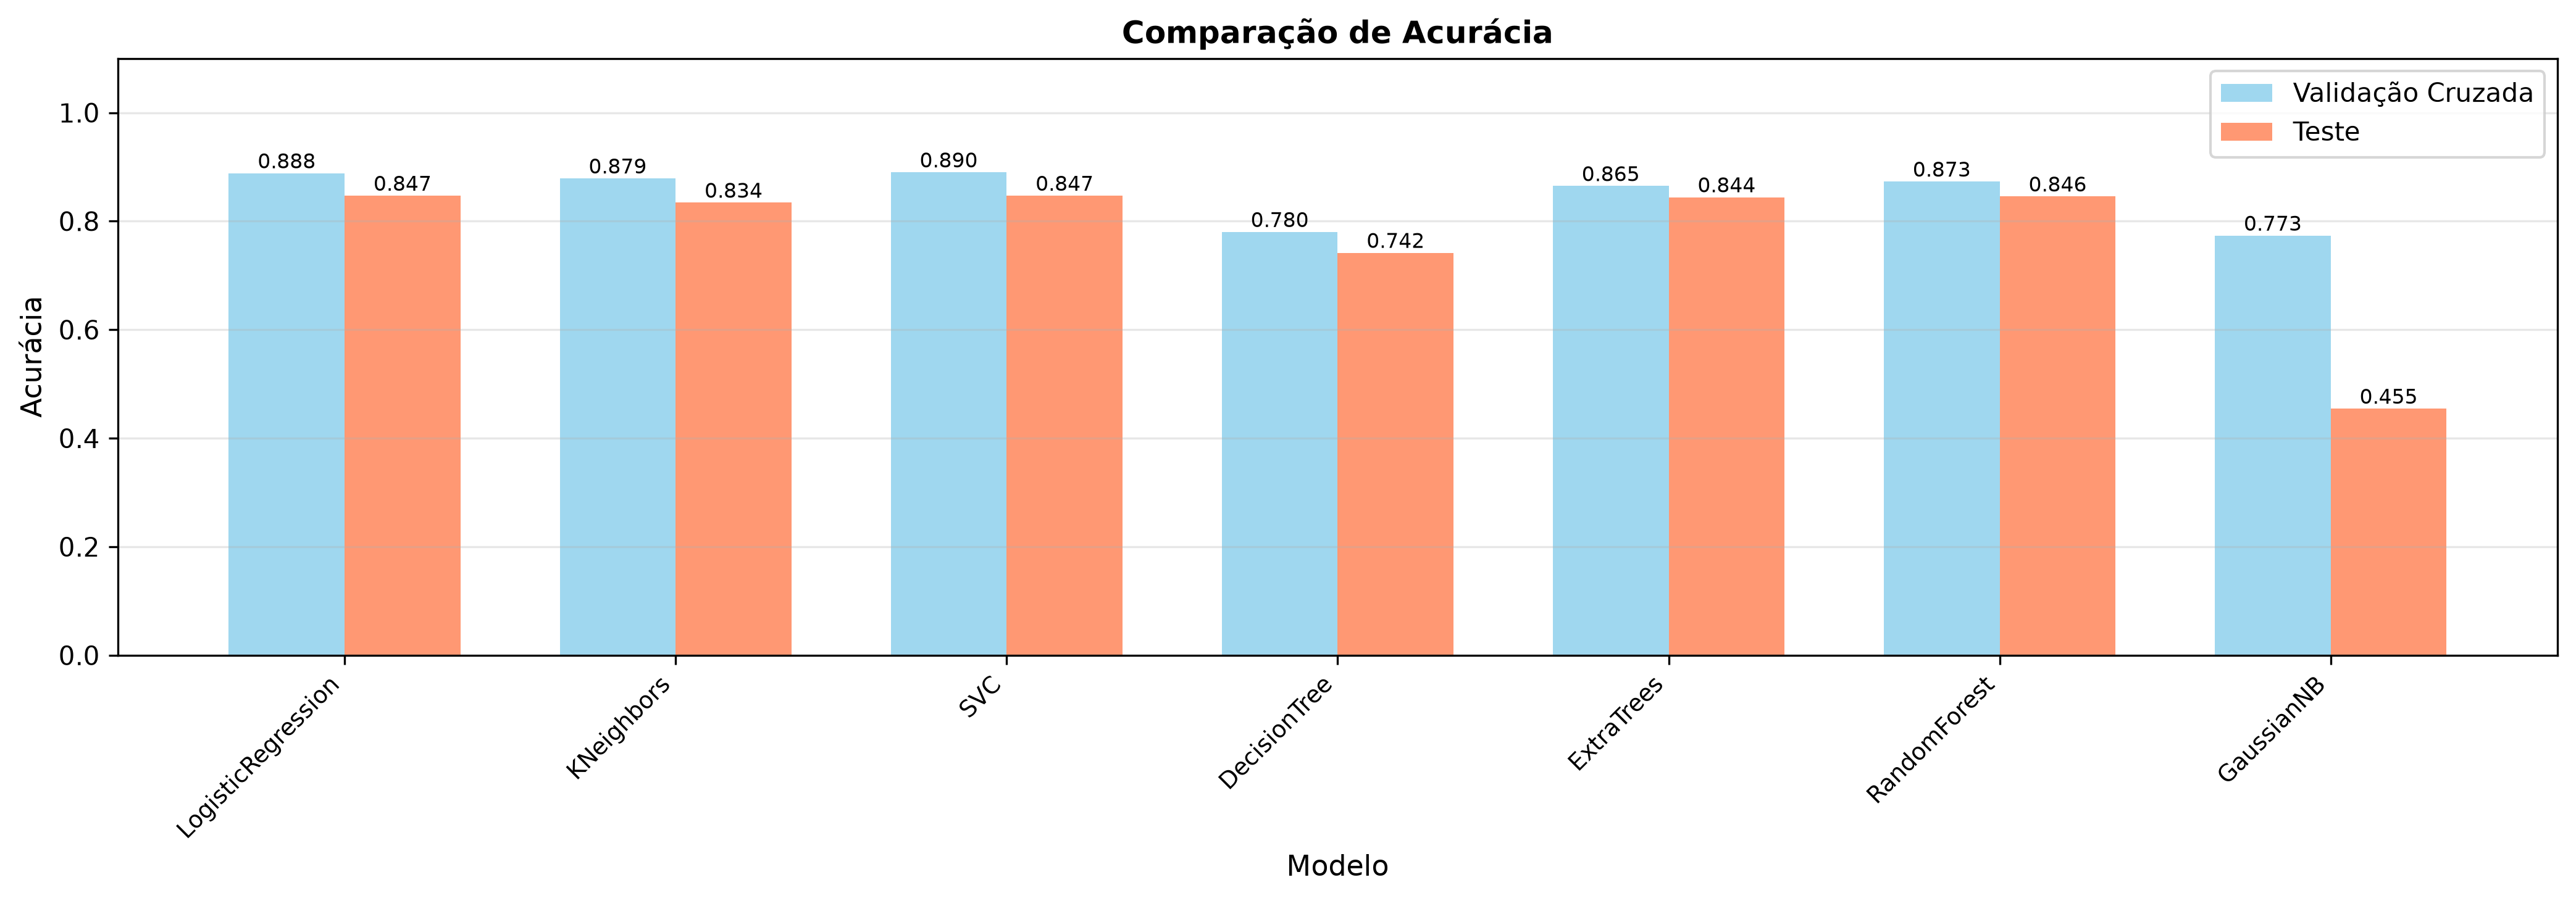 Comparação de Acurácia
Validação Cruzada
Teste
Acurácia
1.0
0.8
0.6
0.4
0.2
0.0
0.888
0.847
0.879
0.834
0.890
0.847
0.780
0.742
0.865
0.844
0.873
0.846
0.773
0.455
LogisticRegression
KNeighbors
SVC
DecisionTree
ExtraTrees
RandomForest
GaussianNB
Modelo